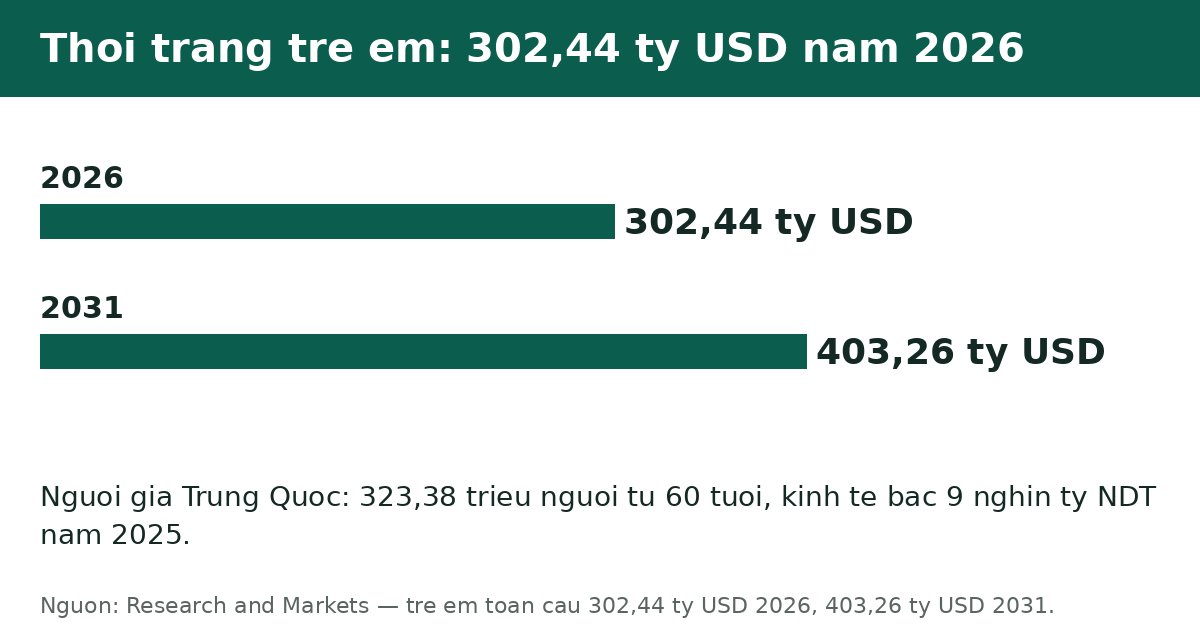 Thoi trang tre em: 302,44 ty USD nam 2026
2026
302,44 ty USD
2031
403,26 ty USD
Nguoi gia Trung Quoc: 323,38 trieu nguoi tu 60 tuoi, kinh te bac 9 nghin ty NDT
nam 2025.
Nguon: Research and Markets — tre em toan cau 302,44 ty USD 2026, 403,26 ty USD 2031.